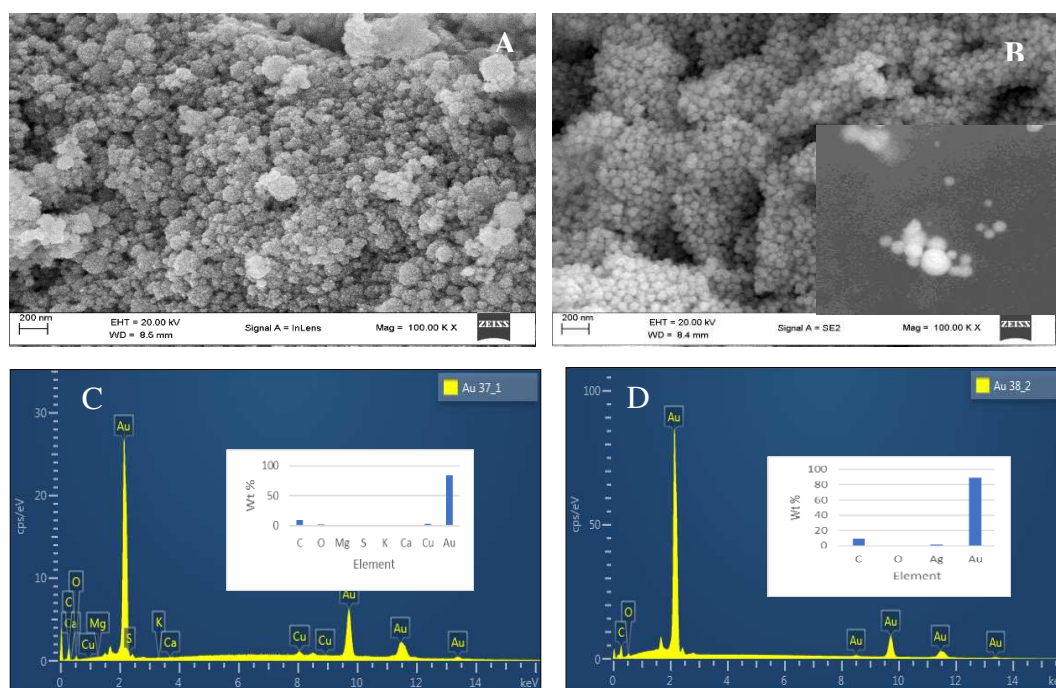 A
200 nm
EHT = 20.00 kV
WD = 8.6 mm
Signal A = InLens
Mag = 100.00 K X
ZEISS
B
200 nm
EHT = 20.00 kV
WD = 8.4 mm
Signal A = SE2
Mag = 100.00 K X
ZEISS
C
Au 37_1
cps/eV
30
20
10
0
Au
O
C
Ca
Cu
Mg
S
K
Ca
Cu
Cu
Au
Au
Au
Wt %
100
50
0
C O Mg S K Ca Cu Au
Element
0 2 4 6 8 10 12 14 keV
D
Au 38_2
cps/eV
100
50
0
Au
C
O
Au
Au
Au
Au
Wt %
100
80
60
40
20
0
C O Ag Au
Element
0 2 4 6 8 10 12 14 ke